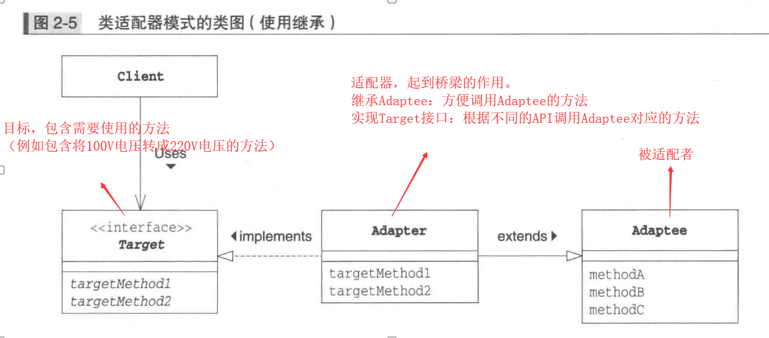 图 2-5 类适配器模式的类图(使用继承)
Client
适配器,起到桥梁的作用。
继承Adaptee:方便调用Adaptee的方法
实现Target接口:根据不同的API调用Adaptee对应的方法
目标,包含需要使用的方法
(例如包含将100V电压转成220V电压的方法)
Uses
被适配者
<<interface>>
Target
targetMethod1
targetMethod2
implements
Adapter
targetMethod1
targetMethod2
extends
Adaptee
methodA
methodB
methodC